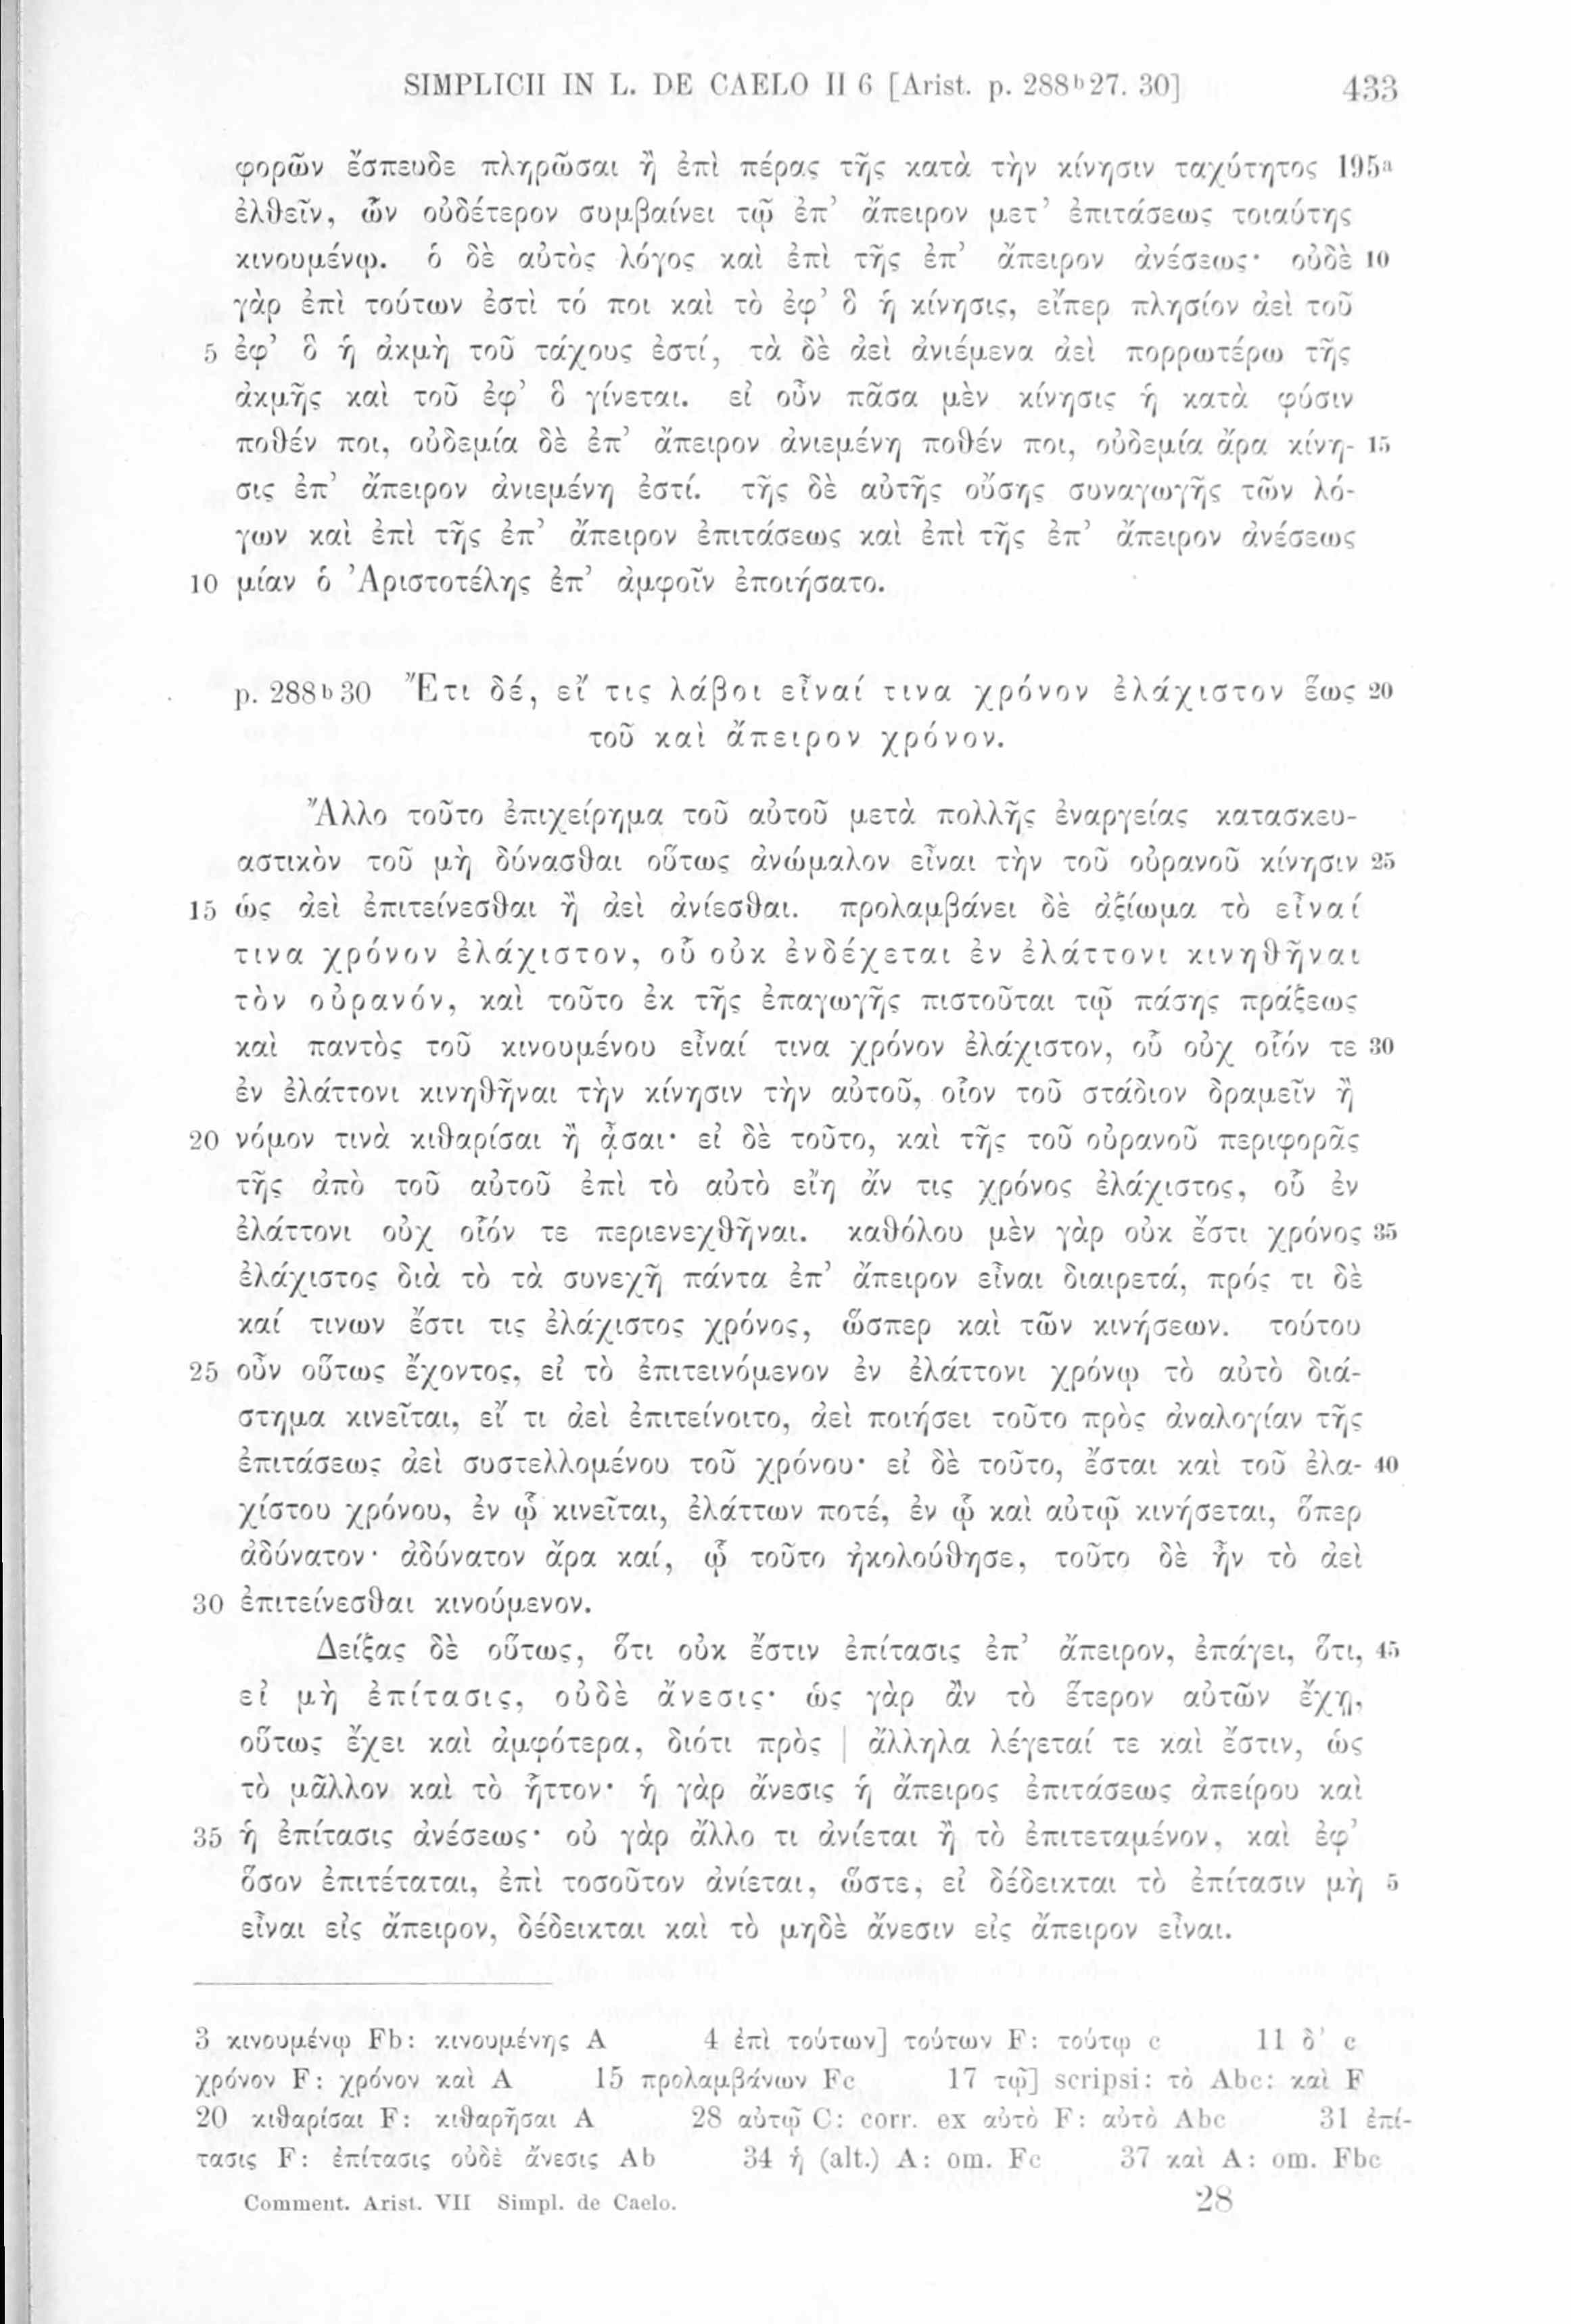 SIMPLICII IN L. DE CAELO II 6 [Arist. p. 288ᵇ27. 30] 433
φορῶν ἔσπευδε πληρῶσαι ἢ ἐπὶ πέρας τῆς κατὰ τὴν κίνησιν ταχύτητος 195ᵃ
ἐλθεῖν, ὧν οὐδέτερον συμβαίνει τῷ ἐπ’ ἄπειρον μετ’ ἐπιτάσεως τοιαύτης
κινουμένῳ. ὁ δὲ αὐτὸς λόγος καὶ ἐπὶ τῆς ἐπ’ ἄπειρον ἀνέσεως· οὐδὲ 10
γὰρ ἐπὶ τούτων ἐστὶ τό ποι καὶ τὸ ἐφ’ ὃ ἡ κίνησις, εἴπερ πλησίον ἀεὶ τοῦ
5 ἐφ’ ὃ ἡ ἀκμὴ τοῦ τάχους ἐστί, τὰ δὲ ἀεὶ ἀνιέμενα ἀεὶ πορρωτέρω τῆς
ἀκμῆς καὶ τοῦ ἐφ’ ὃ γίνεται. εἰ οὖν πᾶσα μὲν κίνησις ἡ κατὰ φύσιν
ποθέν ποι, οὐδεμία δὲ ἐπ’ ἄπειρον ἀνιεμένη ποθέν ποι, οὐδεμία ἄρα κίνη- 15
σις ἐπ’ ἄπειρον ἀνιεμένη ἐστί. τῆς δὲ αὐτῆς οὔσης συναγωγῆς τῶν λό-
γων καὶ ἐπὶ τῆς ἐπ’ ἄπειρον ἐπιτάσεως καὶ ἐπὶ τῆς ἐπ’ ἄπειρον ἀνέσεως
10 μίαν ὁ Ἀριστοτέλης ἐπ’ ἀμφοῖν ἐποιήσατο.
p. 288ᵇ30 Ἔτι δέ, εἴ τις λάβοι εἶναί τινα χρόνον ἐλάχιστον ἕως 20
τοῦ καὶ ἄπειρον χρόνον.
Ἄλλο τοῦτο ἐπιχείρημα τοῦ αὐτοῦ μετὰ πολλῆς ἐναργείας κατασκευ-
αστικὸν τοῦ μὴ δύνασθαι οὕτως ἀνώμαλον εἶναι τὴν τοῦ οὐρανοῦ κίνησιν 25
15 ὡς ἀεὶ ἐπιτείνεσθαι ἢ ἀεὶ ἀνίεσθαι. προλαμβάνει δὲ ἀξίωμα τὸ εἶναί
τινα χρόνον ἐλάχιστον, οὗ οὐκ ἐνδέχεται ἐν ἐλάττονι κινηθῆναι
τὸν οὐρανόν, καὶ τοῦτο ἐκ τῆς ἐπαγωγῆς πιστοῦται τῷ πάσης πράξεως
καὶ παντὸς τοῦ κινουμένου εἶναί τινα χρόνον ἐλάχιστον, οὗ οὐχ οἷόν τε 30
ἐν ἐλάττονι κινηθῆναι τὴν κίνησιν τὴν αὑτοῦ, οἷον τοῦ στάδιον δραμεῖν ἢ
20 νόμον τινὰ κιθαρίσαι ἢ ᾆσαι· εἰ δὲ τοῦτο, καὶ τῆς τοῦ οὐρανοῦ περιφορᾶς
τῆς ἀπὸ τοῦ αὐτοῦ ἐπὶ τὸ αὐτὸ εἴη ἄν τις χρόνος ἐλάχιστος, οὗ ἐν
ἐλάττονι οὐχ οἷόν τε περιενεχθῆναι. καθόλου μὲν γὰρ οὐκ ἔστι χρόνος 35
ἐλάχιστος διὰ τὸ τὰ συνεχῆ πάντα ἐπ’ ἄπειρον εἶναι διαιρετά, πρός τι δὲ
καί τινων ἔστι τις ἐλάχιστος χρόνος, ὥσπερ καὶ τῶν κινήσεων. τούτου
25 οὖν οὕτως ἔχοντος, εἰ τὸ ἐπιτεινόμενον ἐν ἐλάττονι χρόνῳ τὸ αὐτὸ διά-
στημα κινεῖται, εἴ τι ἀεὶ ἐπιτείνοιτο, ἀεὶ ποιήσει τοῦτο πρὸς ἀναλογίαν τῆς
ἐπιτάσεως ἀεὶ συστελλομένου τοῦ χρόνου· εἰ δὲ τοῦτο, ἔσται καὶ τοῦ ἐλα- 40
χίστου χρόνου, ἐν ᾧ κινεῖται, ἐλάττων ποτέ, ἐν ᾧ καὶ αὐτῷ κινήσεται, ὅπερ
ἀδύνατον· ἀδύνατον ἄρα καί, ᾧ τοῦτο ἠκολούθησε, τοῦτο δὲ ἦν τὸ ἀεὶ
30 ἐπιτείνεσθαι κινούμενον.
Δείξας δὲ οὕτως, ὅτι οὐκ ἔστιν ἐπίτασις ἐπ’ ἄπειρον, ἐπάγει, ὅτι, 45
εἰ μὴ ἐπίτασις, οὐδὲ ἄνεσις· ὡς γὰρ ἂν τὸ ἕτερον αὐτῶν ἔχῃ,
οὕτως ἔχει καὶ ἀμφότερα, διότι πρὸς | ἄλληλα λέγεταί τε καὶ ἔστιν, ὡς
τὸ μᾶλλον καὶ τὸ ἧττον· ἡ γὰρ ἄνεσις ἡ ἄπειρος ἐπιτάσεως ἀπείρου καὶ
35 ἡ ἐπίτασις ἀνέσεως· οὐ γὰρ ἄλλο τι ἀνίεται ἢ τὸ ἐπιτεταμένον, καὶ ἐφ’
ὅσον ἐπιτέταται, ἐπὶ τοσοῦτον ἀνίεται, ὥστε, εἰ δέδεικται τὸ ἐπίτασιν μὴ 5
εἶναι εἰς ἄπειρον, δέδεικται καὶ τὸ μηδὲ ἄνεσιν εἰς ἄπειρον εἶναι.
3 κινουμένῳ Fb: κινουμένης A 4 ἐπὶ τούτων] τούτων F: τούτῳ c 11 δ’ c
χρόνον F: χρόνον καὶ A 15 προλαμβάνων Fc 17 τῷ] scripsi: τὸ Abc: καὶ F
20 κιθαρίσαι F: κιθαρῆσαι A 28 αὐτῷ C: corr. ex αὐτὸ F: αὐτὸ Abc 31 ἐπί-
τασις F: ἐπίτασις οὐδὲ ἄνεσις Ab 34 ἡ (alt.) A: om. Fc 37 καὶ A: om. Fbc
Comment. Arist. VII Simpl. de Caelo. 28